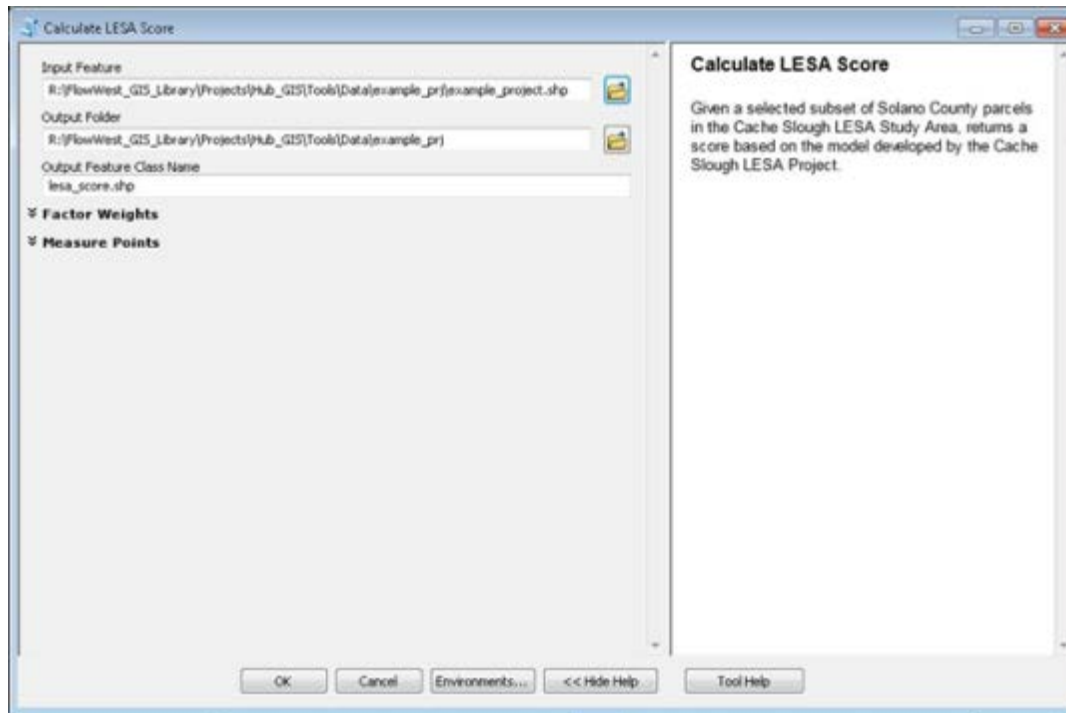 Calculate LESA Score
Input Feature
R:\FlowWest_GIS_Library\Projects\Hub_GIS\Tools\Data\example_prj\example_project.shp
Output Folder
R:\FlowWest_GIS_Library\Projects\Hub_GIS\Tools\Data\example_prj
Output Feature Class Name
lesa_score.shp
Factor Weights
Measure Points
Calculate LESA Score
Given a selected subset of Solano County parcels
in the Cache Slough LESA Study Area, returns a
score based on the model developed by the Cache
Slough LESA Project.
OK
Cancel
Environments...
<< Hide Help
Tool Help